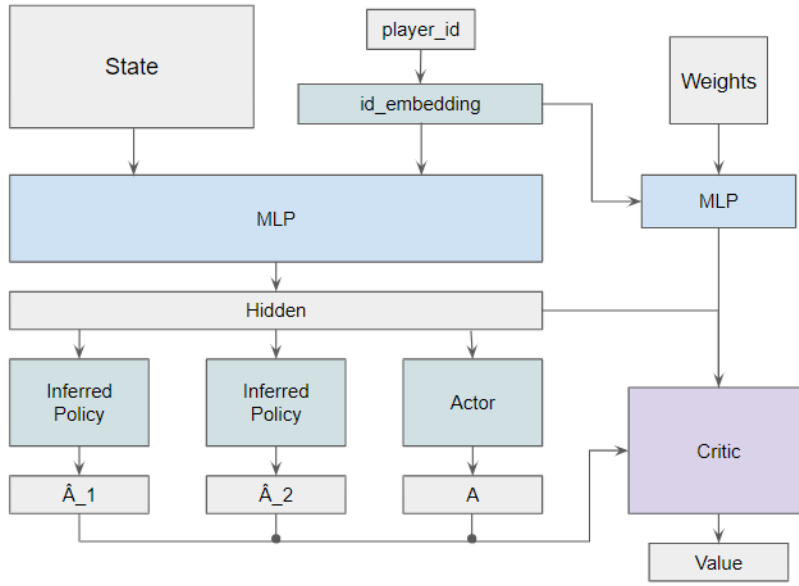 player_id
State
Weights
id_embedding
MLP
MLP
Hidden
Inferred
Policy
Inferred
Policy
Actor
Critic
Â_1
Â_2
A
Value